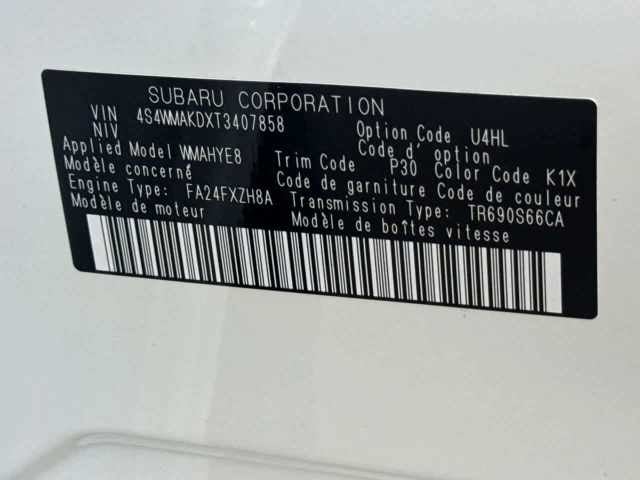 SUBARU CORPORATION
VIN 4S4WMAKDXT3407858 Option Code U4HL
NIV Code d' option
Applied Model WMAHYE8 Trim Code P30 Color Code K1X
Modèle concerné Code de garniture Code de couleur
Engine Type: FA24FXZH8A Transmission Type: TR690S66CA
Modèle de moteur Modèle de boîtes vitesse